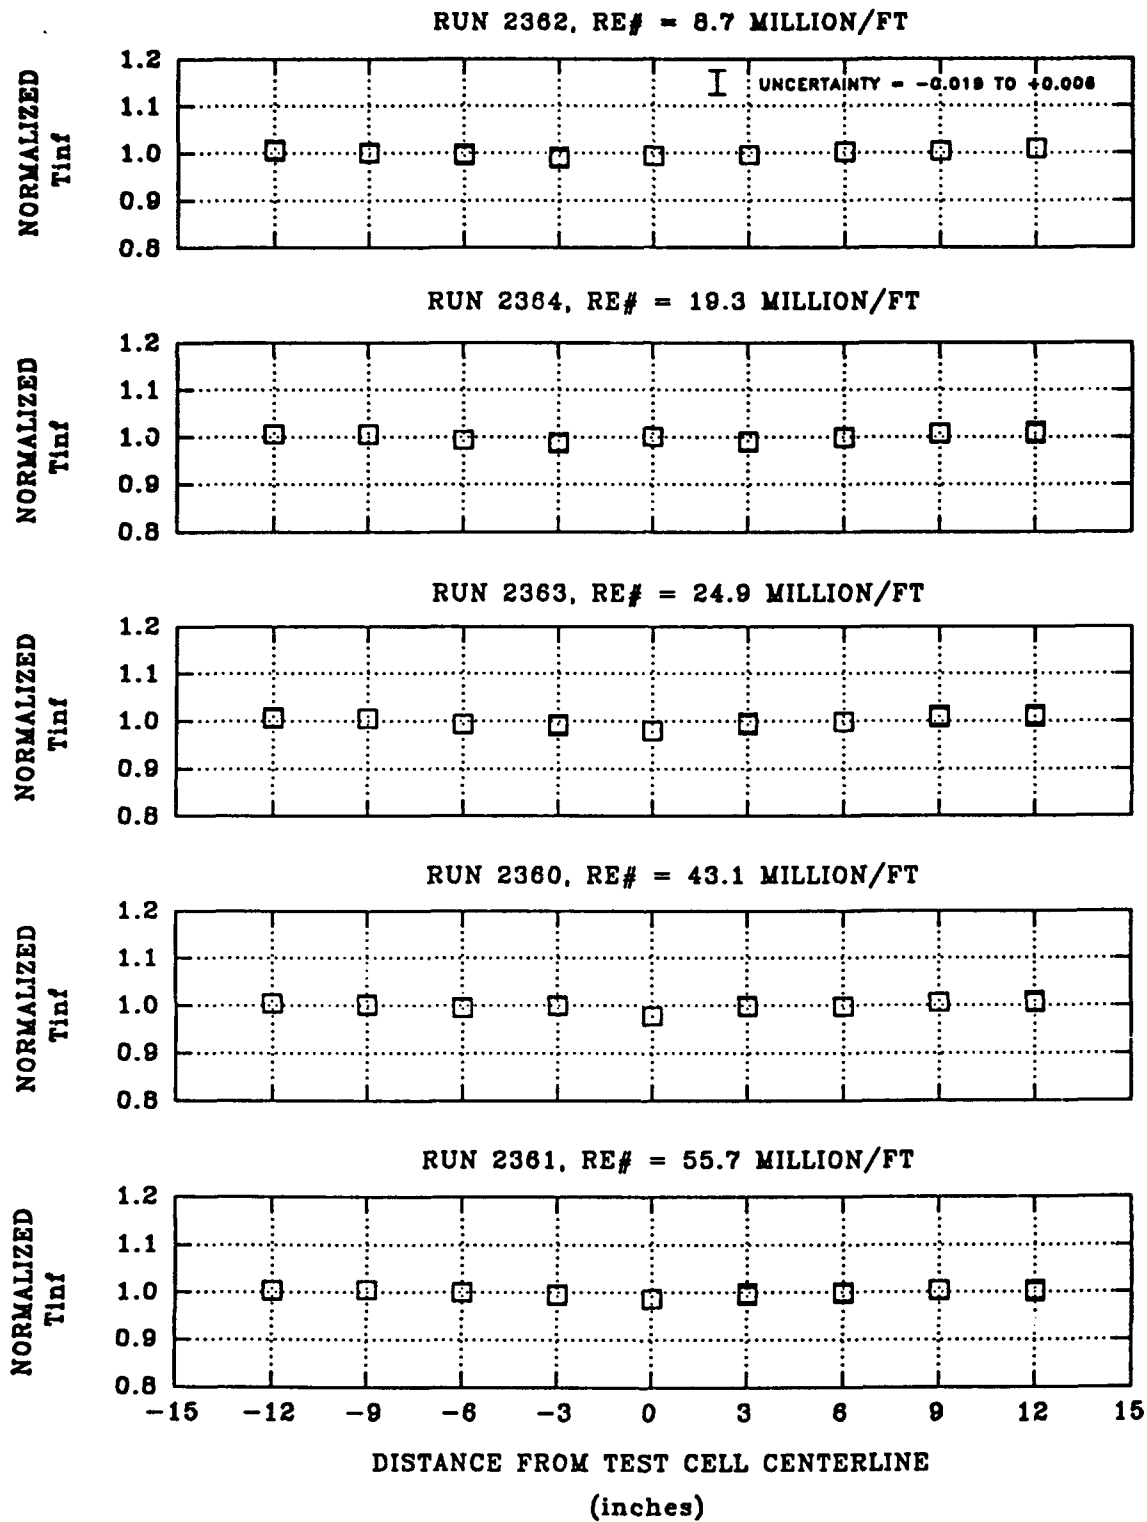 RUN 2362, RE# = 8.7 MILLION/FT
NORMALIZED
Tinf
1.2
1.1
1.0
0.9
0.8
UNCERTAINTY = -0.019 TO +0.006
RUN 2364, RE# = 19.3 MILLION/FT
NORMALIZED
Tinf
1.2
1.1
1.0
0.9
0.8
RUN 2363, RE# = 24.9 MILLION/FT
NORMALIZED
Tinf
1.2
1.1
1.0
0.9
0.8
RUN 2360, RE# = 43.1 MILLION/FT
NORMALIZED
Tinf
1.2
1.1
1.0
0.9
0.8
RUN 2361, RE# = 55.7 MILLION/FT
NORMALIZED
Tinf
1.2
1.1
1.0
0.9
0.8
-15 -12 -9 -6 -3 0 3 6 9 12 15
DISTANCE FROM TEST CELL CENTERLINE
(inches)